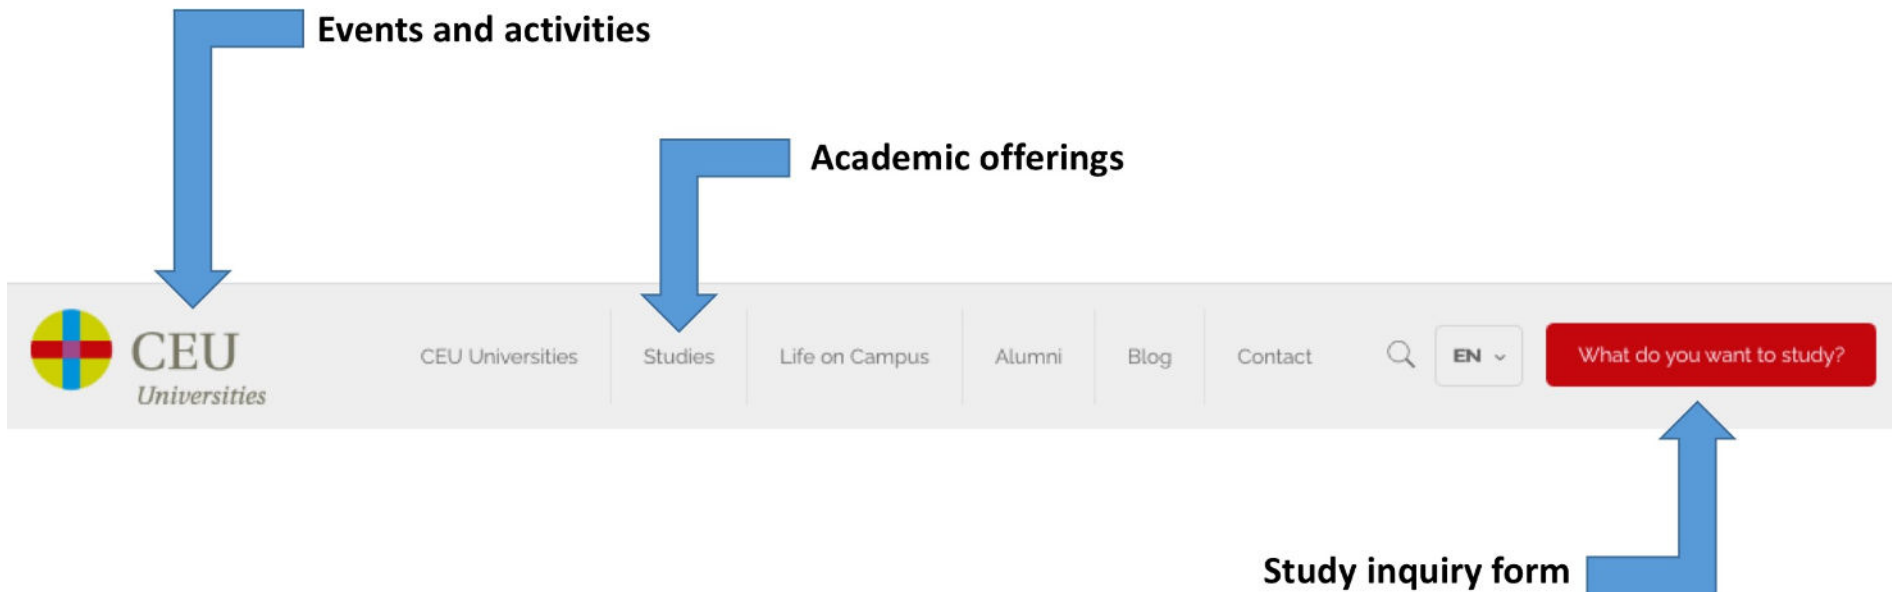 Events and activities
Academic offerings
CEU
Universities
CEU Universities
Studies
Life on Campus
Alumni
Blog
Contact
EN
What do you want to study?
Study inquiry form